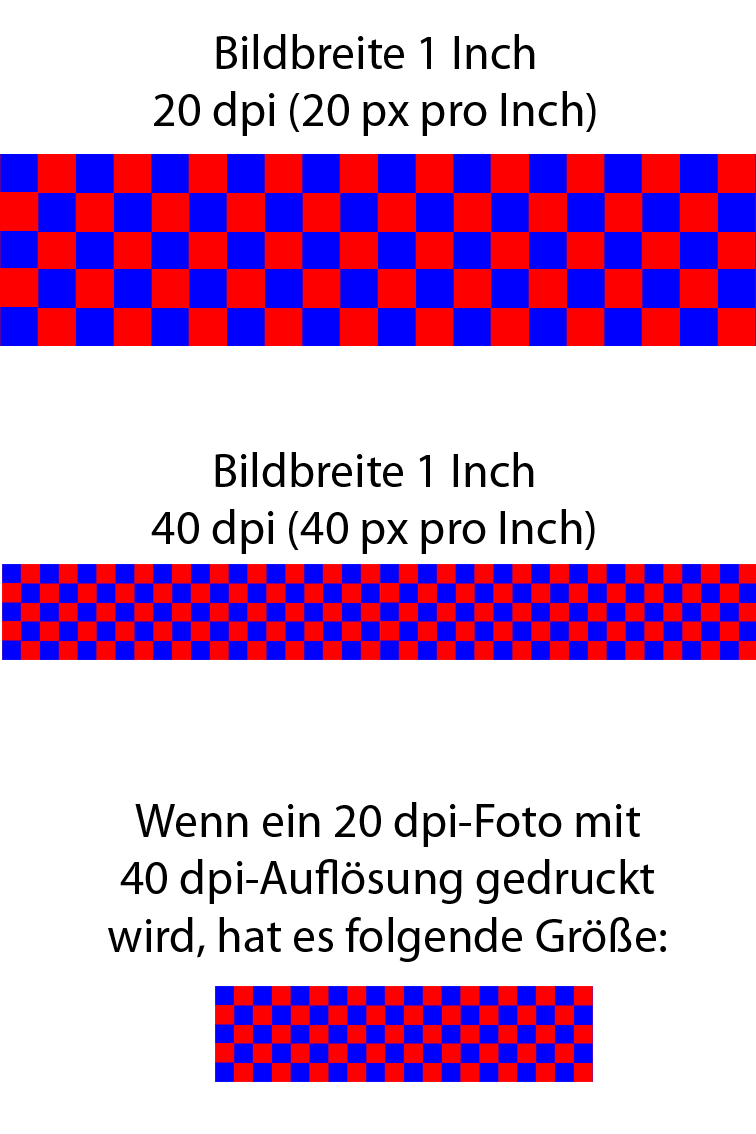 Bildbreite 1 Inch
20 dpi (20 px pro Inch)
Bildbreite 1 Inch
40 dpi (40 px pro Inch)
Wenn ein 20 dpi-Foto mit
40 dpi-Auflösung gedruckt
wird, hat es folgende Größe: